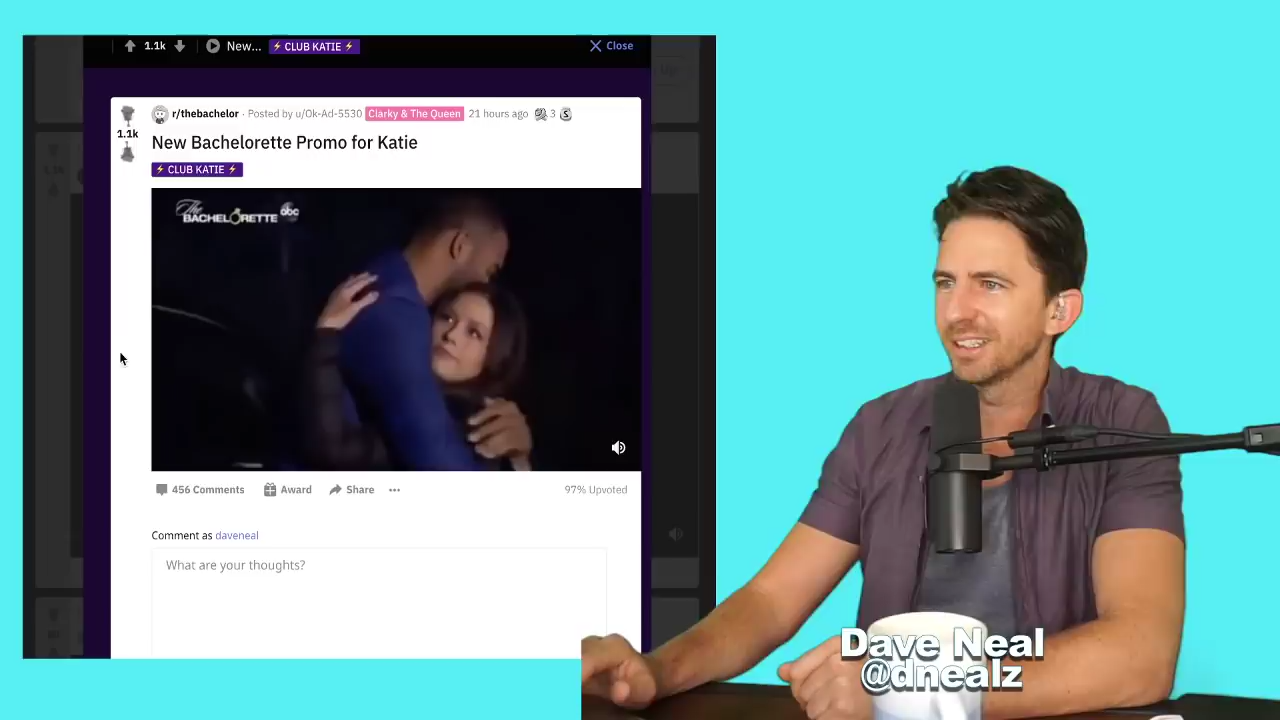 1.1k New... ⚡ CLUB KATIE ⚡ Close
r/thebachelor · Posted by u/Ok-Ad-5530 Clarky & The Queen 21 hours ago 3 S
1.1k
New Bachelorette Promo for Katie
⚡ CLUB KATIE ⚡
The
BACHELORETTE abc
456 Comments Award Share ••• 97% Upvoted
Comment as daveneal
What are your thoughts?
Dave Neal
@dnealz